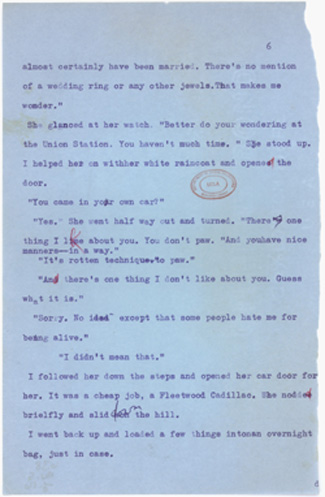 6
almost certainly have been married. There's no mention
of a wedding ring or any other jewels.That makes me
wonder."
She glanced at her watch. "Better do your wondering at
the Union Station. You haven't much time. " She stood up.
I helped her on withher white raincoat and opened the
door.
"You came in your own car?"
"Yes." She went half way out and turned. "There's one
thing I like about you. You don't paw. "And youhave nice
manners--in a way."
"It's rotten technique.to paw."
"And there's one thing I don't like about you. Guess
what it is."
"Sorry. No idea" except that some people hate me for
being alive."
"I didn't mean that."
I followed her down the steps and opened her car door for
her. It was a cheap job, a Fleetwood Cadillac. She nodded
brielfly and slid down the hill.
I went back up and loaded a few things intoonan overnight
bag, just in case.